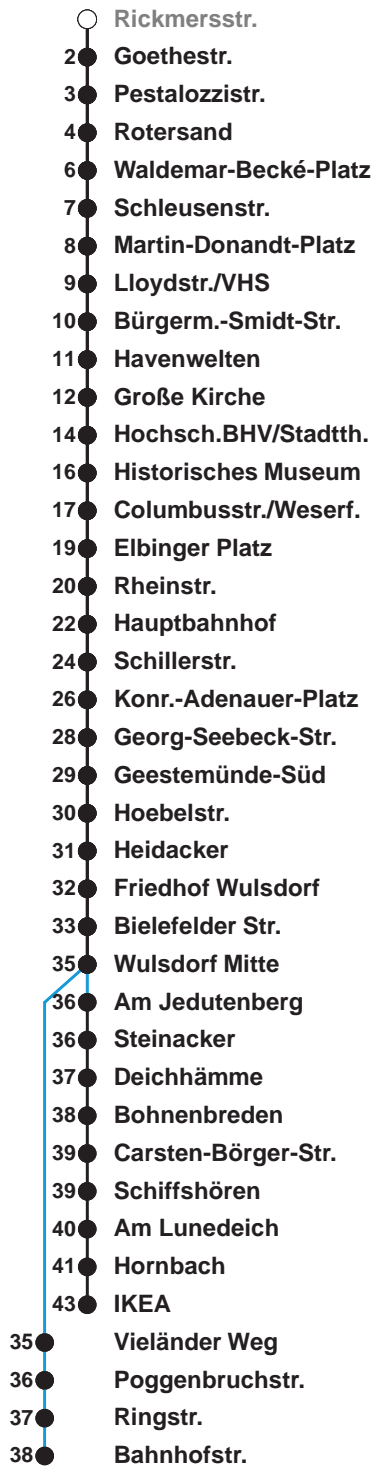 Rickmersstr.
2 Goethestr.
3 Pestalozzistr.
4 Rotersand
6 Waldemar-Becké-Platz
7 Schleusenstr.
8 Martin-Donandt-Platz
9 Lloydstr./VHS
10 Bürgerm.-Smidt-Str.
11 Havenwelten
12 Große Kirche
14 Hochsch.BHV/Stadtth.
16 Historisches Museum
17 Columbusstr./Weserf.
19 Elbinger Platz
20 Rheinstr.
22 Hauptbahnhof
24 Schillerstr.
26 Konr.-Adenauer-Platz
28 Georg-Seebeck-Str.
29 Geestemünde-Süd
30 Hoebelstr.
31 Heidacker
32 Friedhof Wulsdorf
33 Bielefelder Str.
35 Wulsdorf Mitte
36 Am Jedutenberg
36 Steinacker
37 Deichhämme
38 Bohnenbreden
39 Carsten-Börger-Str.
39 Schiffshören
40 Am Lunedeich
41 Hornbach
43 IKEA
35 Vieländer Weg
36 Poggenbruchstr.
37 Ringstr.
38 Bahnhofstr.